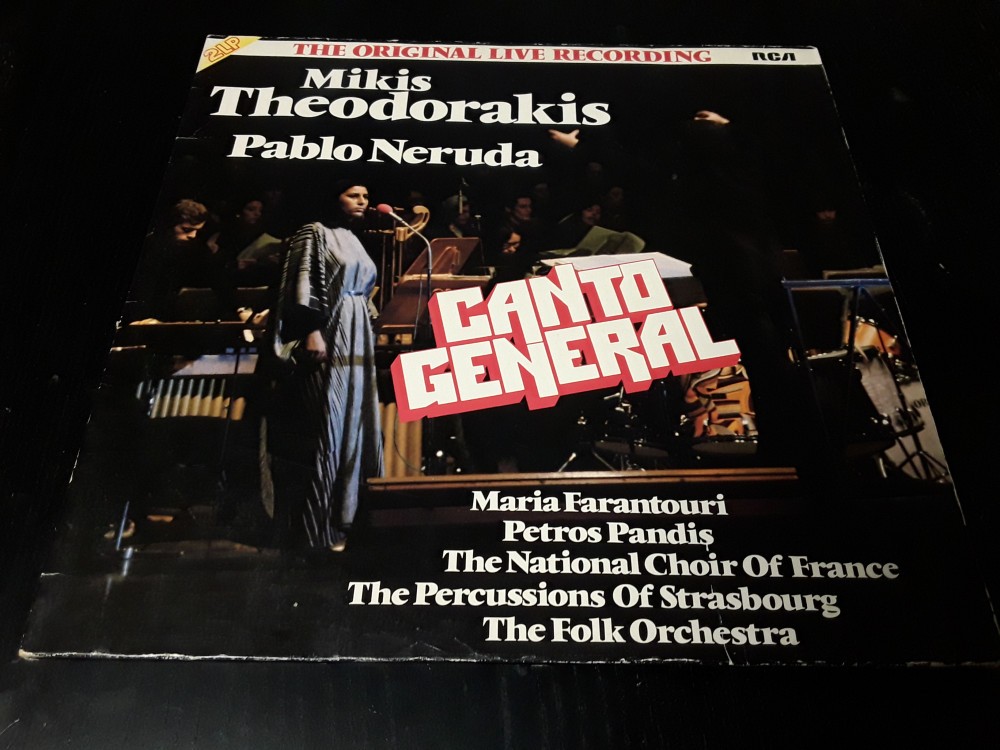 2LP
THE ORIGINAL LIVE RECORDING
RCA
Mikis
Theodorakis
Pablo Neruda
CANTO
GENERAL
Maria Farantouri
Petros Pandis
The National Choir Of France
The Percussions Of Strasbourg
The Folk Orchestra